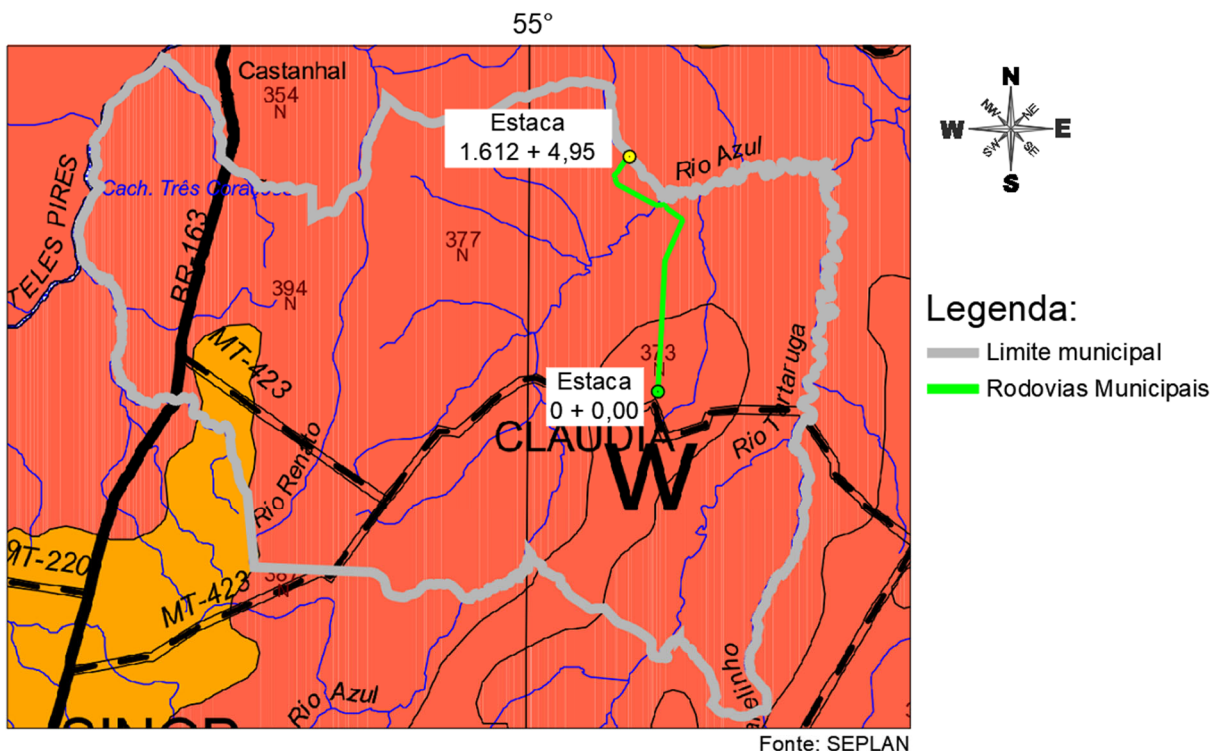 55°
Castanhal
354
N
Estaca
1.612 + 4,95
Rio Azul
Cach. Três
TELES PIRES
BR-163
377
N
394
N
MT-423
373
Estaca
0 + 0,00
CLAUDIA
W
Rio Tartaruga
Rio Renato
MT-220
MT-423
N
Rio Azul
SINOP
N
NW
NE
W
E
SW
SE
S
Legenda:
Limite municipal
Rodovias Municipais
Fonte: SEPLAN